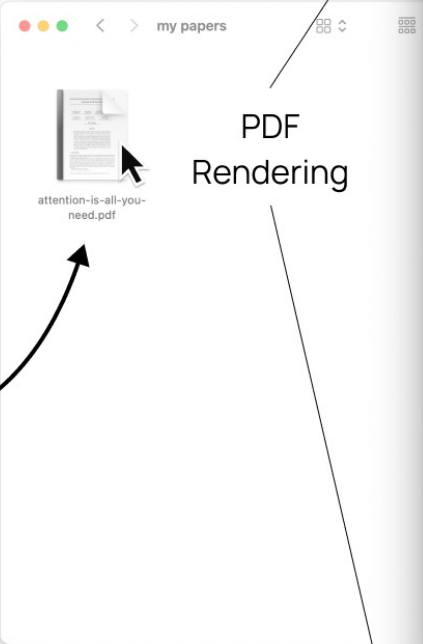 my papers
PDF
Rendering
attention-is-all-you-
need.pdf